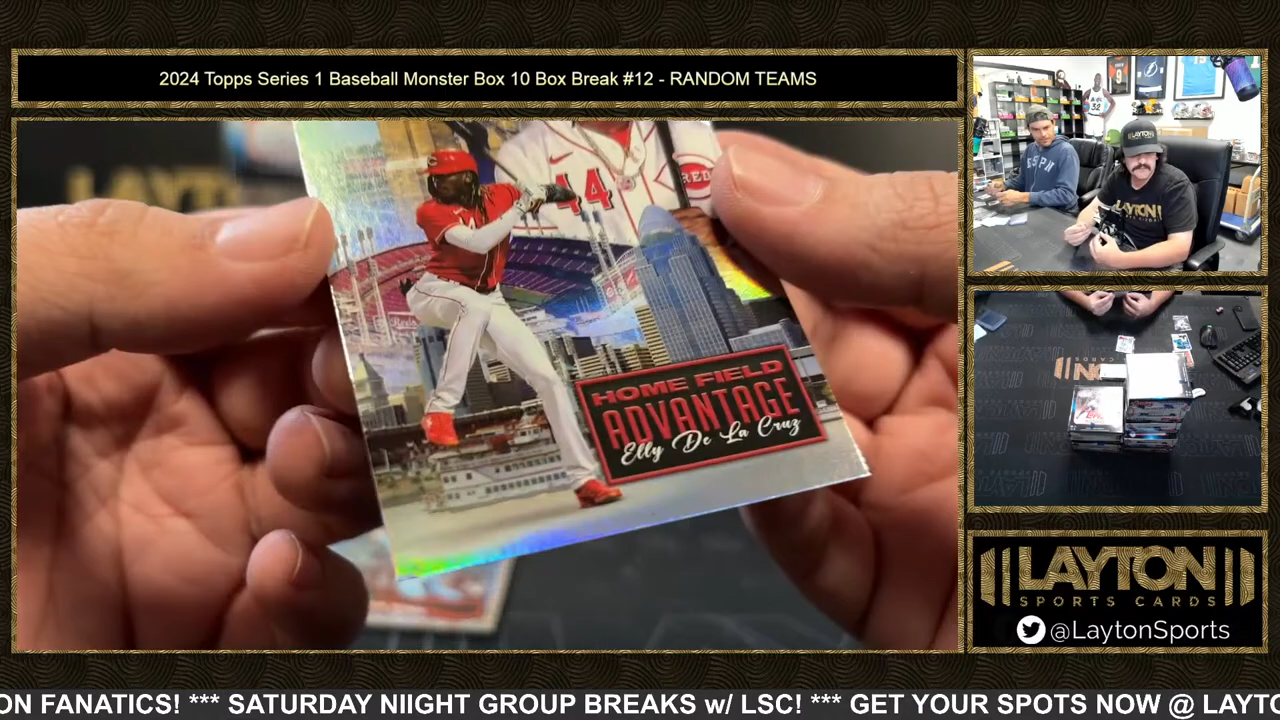 2024 Topps Series 1 Baseball Monster Box 10 Box Break #12 - RANDOM TEAMS
44
REDS
Reds
HOME FIELD
ADVANTAGE
Elly De La Cruz
LAYTON
SPORTS CARDS
@LaytonSports
ON FANATICS! *** SATURDAY NIIGHT GROUP BREAKS w/ LSC! *** GET YOUR SPOTS NOW @ LAYTO